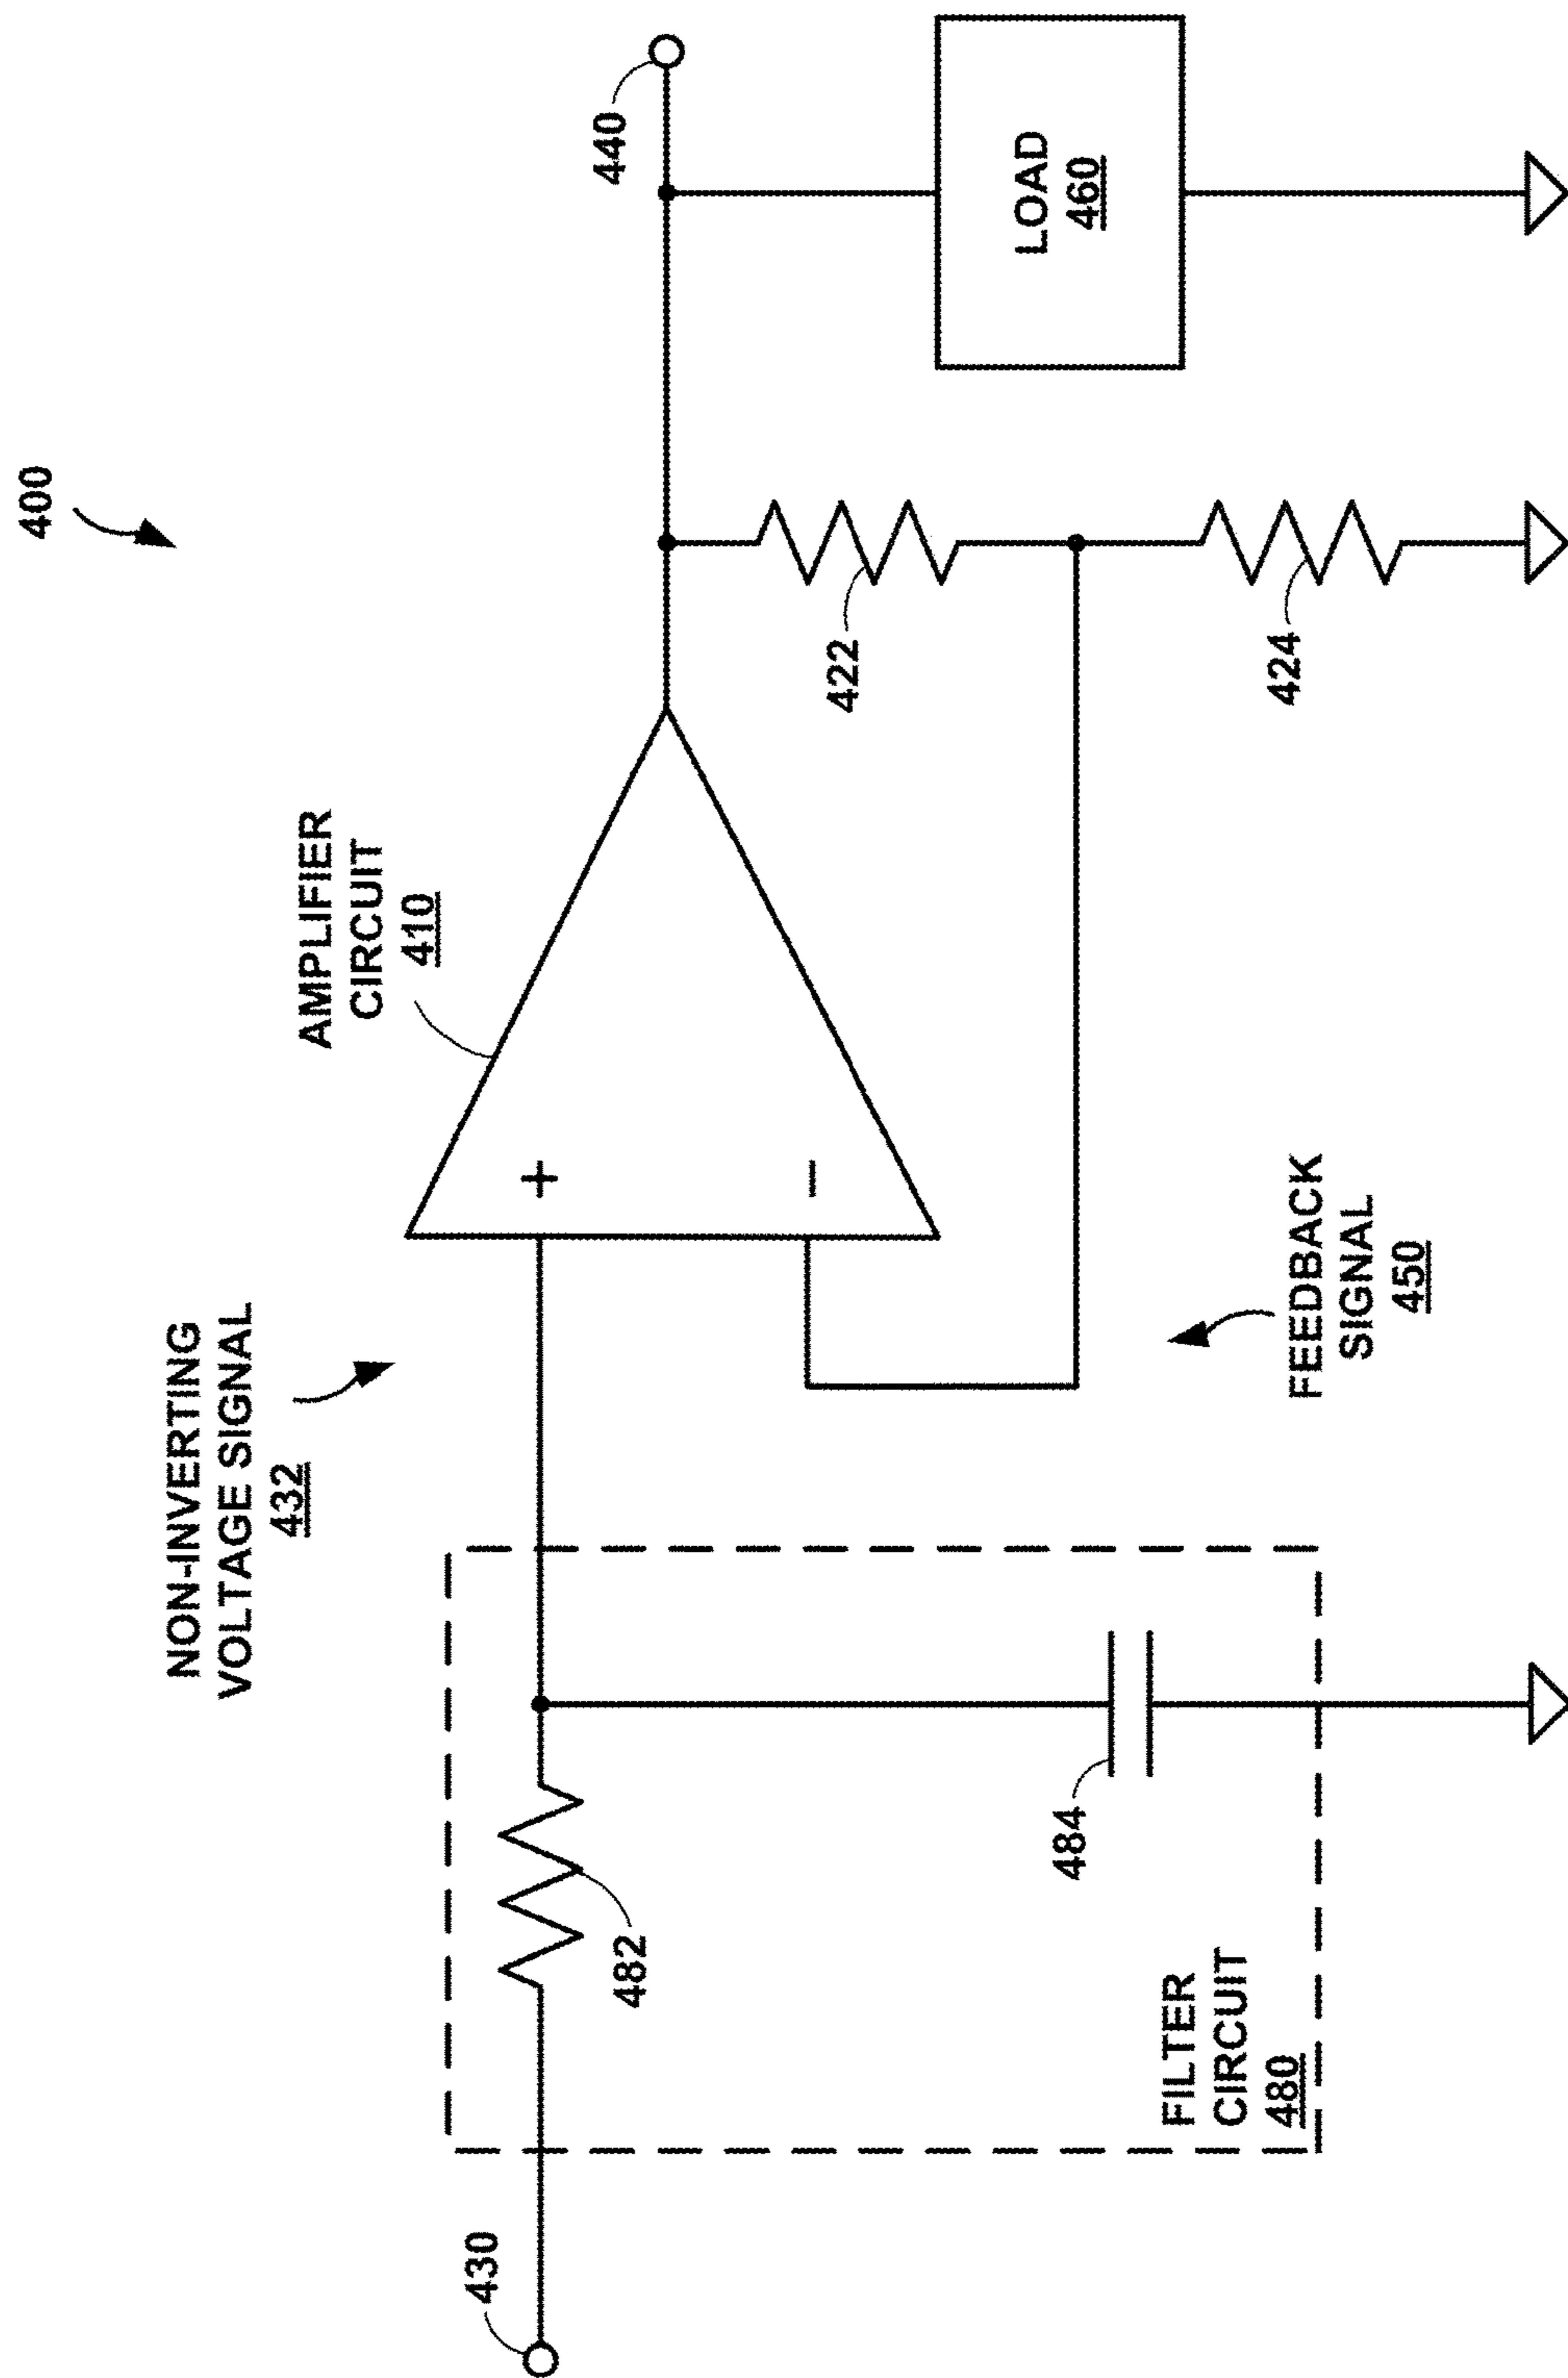 400
NON-INVERTING
VOLTAGE SIGNAL
432
AMPLIFIER
CIRCUIT
410
430
482
+
−
440
422
LOAD
460
484
FILTER
CIRCUIT
480
FEEDBACK
SIGNAL
450
424